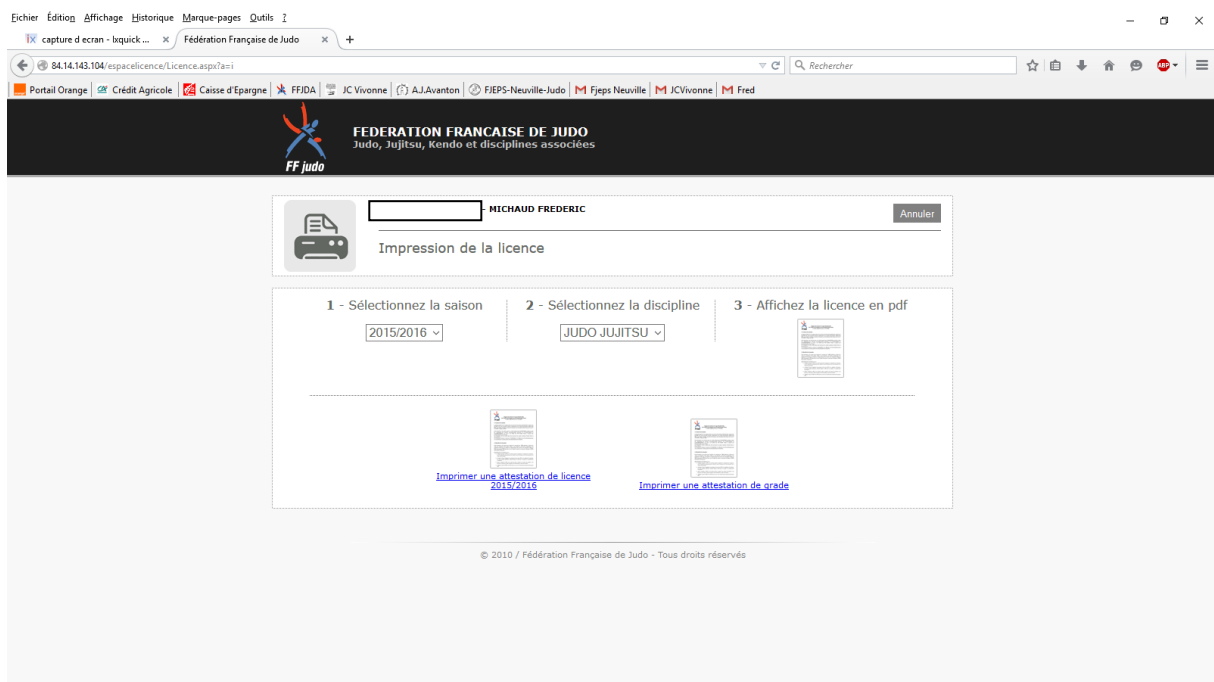 Fichier Édition Affichage Historique Marque-pages Outils ?
capture d ecran - Ixquick ... × Fédération Française de Judo × +
84.14.143.104/espacelicence/Licence.aspx?a=i Rechercher ABP
Portail Orange Crédit Agricole Caisse d'Epargne FFJDA JC Vivonne A.J.Avanton FJEPS-Neuville-Judo Fjeps Neuville JCVivonne Fred
FEDERATION FRANCAISE DE JUDO
Judo, Jujitsu, Kendo et disciplines associées
FF judo
- MICHAUD FREDERIC
Annuler
Impression de la licence
1 - Sélectionnez la saison 2 - Sélectionnez la discipline 3 - Affichez la licence en pdf
2015/2016 JUDO JUJITSU
Imprimer une attestation de licence
2015/2016
Imprimer une attestation de grade
© 2010 / Fédération Française de Judo - Tous droits réservés